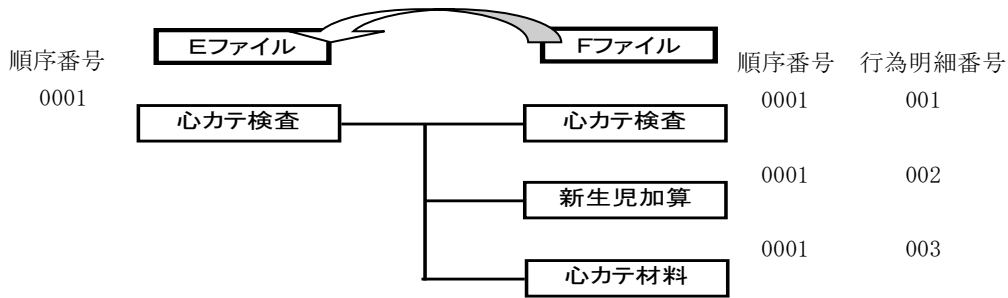 Eファイル
Fファイル
順序番号
順序番号 行為明細番号
0001
心カテ検査
心カテ検査
0001 001
新生児加算
0001 002
心カテ材料
0001 003